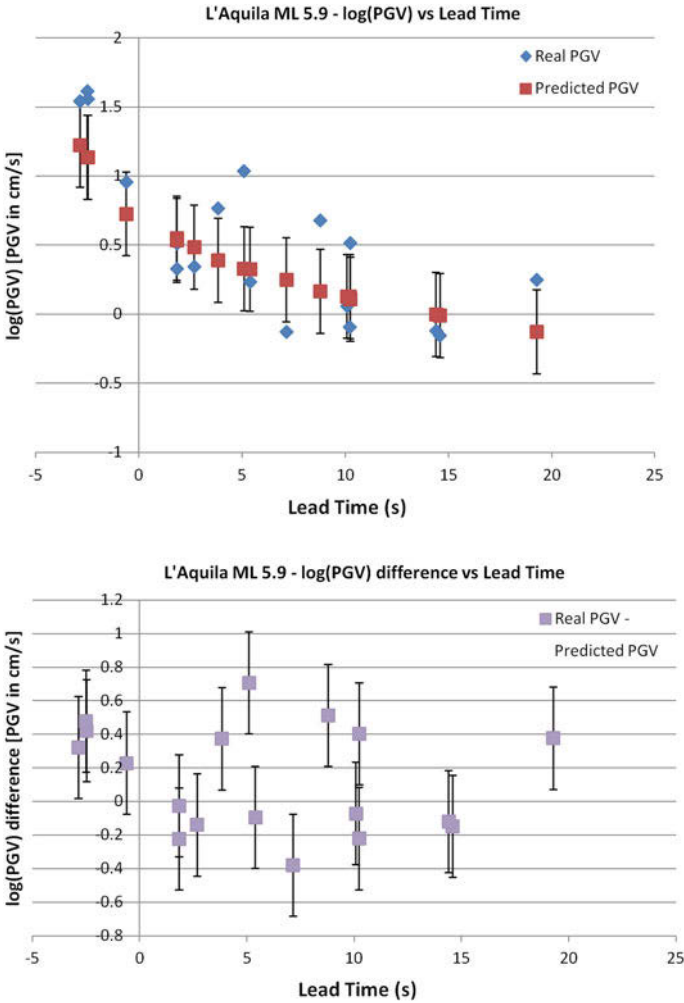 L'Aquila ML 5.9 - log(PGV) vs Lead Time
Real PGV
Predicted PGV
log(PGV) [PGV in cm/s]
2
1.5
1
0.5
0
-0.5
-1
-5 0 5 10 15 20 25
Lead Time (s)
L'Aquila ML 5.9 - log(PGV) difference vs Lead Time
Real PGV -
Predicted PGV
log(PGV) difference [PGV in cm/s]
1.2
1
0.8
0.6
0.4
0.2
0
-0.2
-0.4
-0.6
-0.8
-5 0 5 10 15 20 25
Lead Time (s)